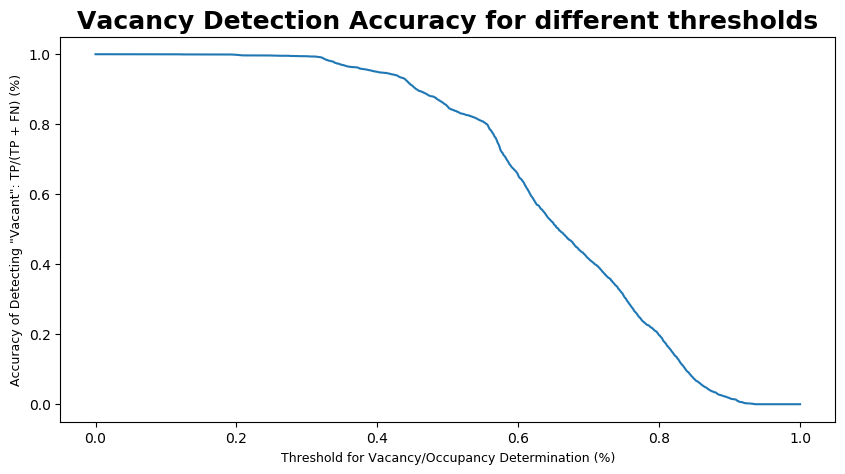 Vacancy Detection Accuracy for different thresholds
Accuracy of Detecting "Vacant": TP/(TP + FN) (%)
1.0
0.8
0.6
0.4
0.2
0.0
0.0 0.2 0.4 0.6 0.8 1.0
Threshold for Vacancy/Occupancy Determination (%)